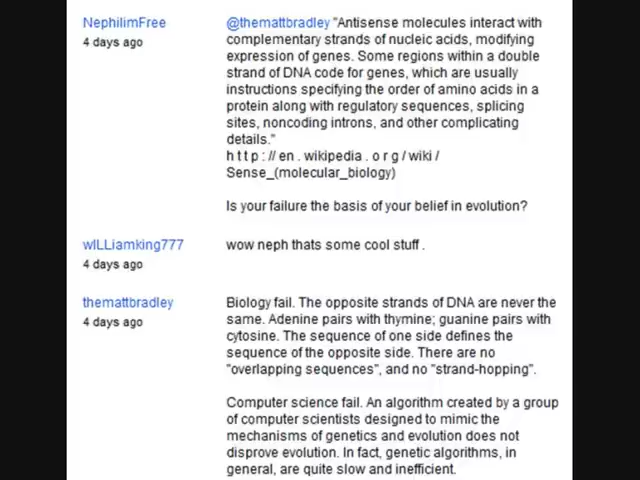 NephilimFree
4 days ago
@themattbradley "Antisense molecules interact with
complementary strands of nucleic acids, modifying
expression of genes. Some regions within a double
strand of DNA code for genes, which are usually
instructions specifying the order of amino acids in a
protein along with regulatory sequences, splicing
sites, noncoding introns, and other complicating
details."
h t t p : // en . wikipedia . o r g / wiki /
Sense_(molecular_biology)
Is your failure the basis of your belief in evolution?
wILLiamking777
4 days ago
wow neph thats some cool stuff .
themattbradley
4 days ago
Biology fail. The opposite strands of DNA are never the
same. Adenine pairs with thymine; guanine pairs with
cytosine. The sequence of one side defines the
sequence of the opposite side. There are no
"overlapping sequences", and no "strand-hopping".
Computer science fail. An algorithm created by a group
of computer scientists designed to mimic the
mechanisms of genetics and evolution does not
disprove evolution. In fact, genetic algorithms, in
general, are quite slow and inefficient.